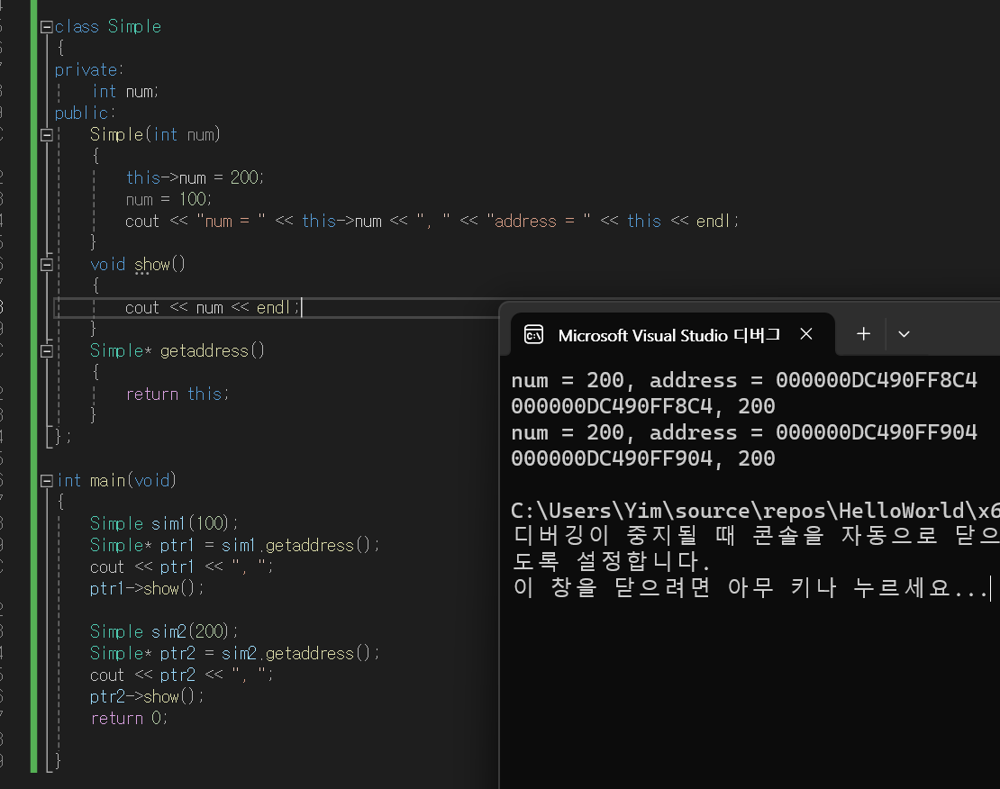 class Simple
{
private:
int num;
public:
Simple(int num)
{
this->num = 200;
num = 100;
cout << "num = " << this->num << ", " << "address = " << this << endl;
}
void show()
{
cout << num << endl;
}
Simple* getaddress()
{
return this;
}
};
int main(void)
{
Simple sim1(100);
Simple* ptr1 = sim1.getaddress();
cout << ptr1 << ", ";
ptr1->show();
Simple sim2(200);
Simple* ptr2 = sim2.getaddress();
cout << ptr2 << ", ";
ptr2->show();
return 0;
}
Microsoft Visual Studio 디버그
num = 200, address = 000000DC490FF8C4
000000DC490FF8C4, 200
num = 200, address = 000000DC490FF904
000000DC490FF904, 200
C:\Users\Yim\source\repos\HelloWorld\x6
디버깅이 중지될 때 콘솔을 자동으로 닫으
도록 설정합니다.
이 창을 닫으려면 아무 키나 누르세요...